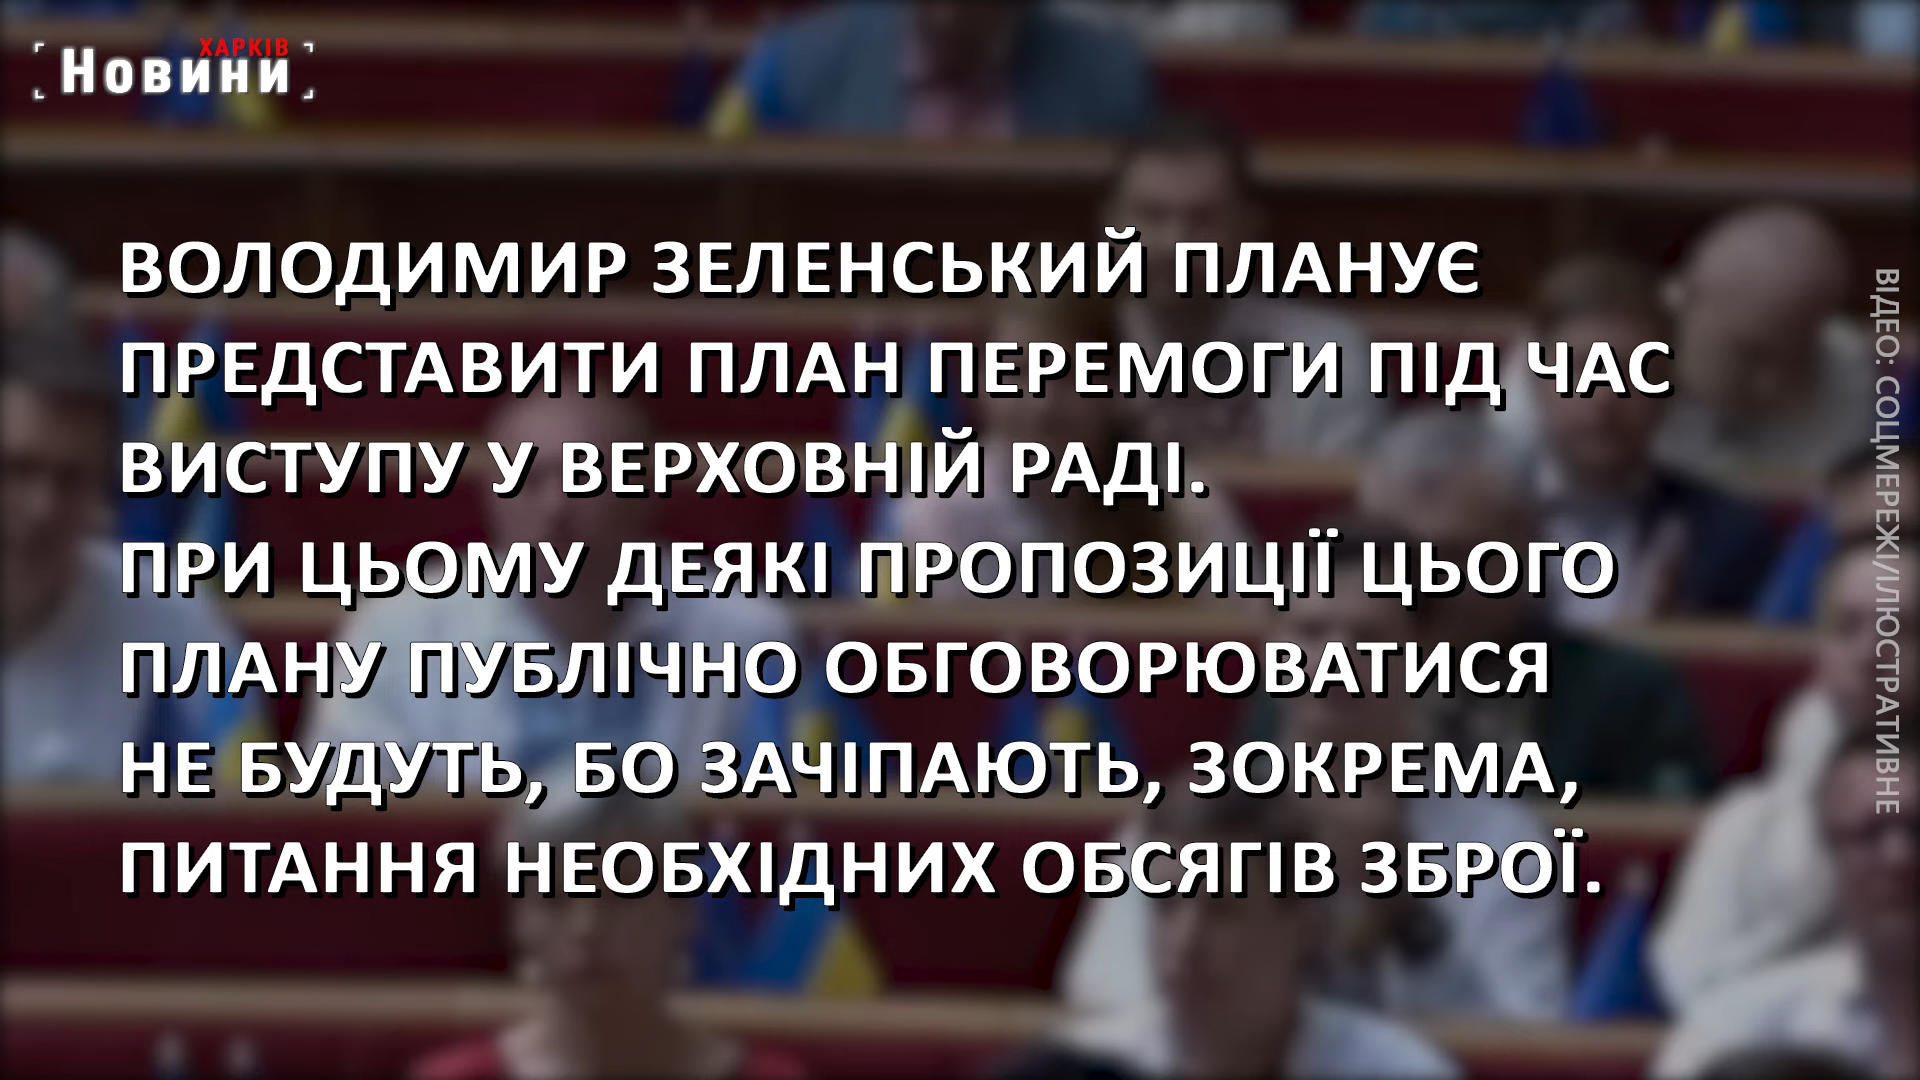 ХАРКІВ
Новини
ВОЛОДИМИР ЗЕЛЕНСЬКИЙ ПЛАНУЄ
ПРЕДСТАВИТИ ПЛАН ПЕРЕМОГИ ПІД ЧАС
ВИСТУПУ У ВЕРХОВНІЙ РАДІ.
ПРИ ЦЬОМУ ДЕЯКІ ПРОПОЗИЦІЇ ЦЬОГО
ПЛАНУ ПУБЛІЧНО ОБГОВОРЮВАТИСЯ
НЕ БУДУТЬ, БО ЗАЧІПАЮТЬ, ЗОКРЕМА,
ПИТАННЯ НЕОБХІДНИХ ОБСЯГІВ ЗБРОЇ.
ВІДЕО: СОЦМЕРЕЖІ/ІЛЮСТРАТИВНЕ